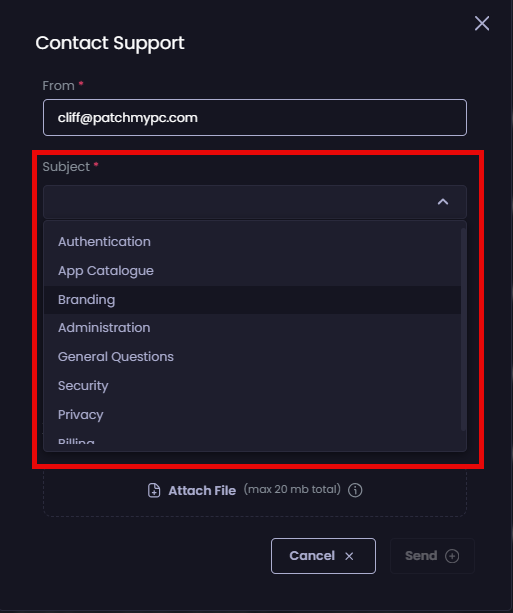 Contact Support
From *
cliff@patchmypc.com
Subject *
Authentication
App Catalogue
Branding
Administration
General Questions
Security
Privacy
Billing
Attach File (max 20 mb total)
Cancel
Send